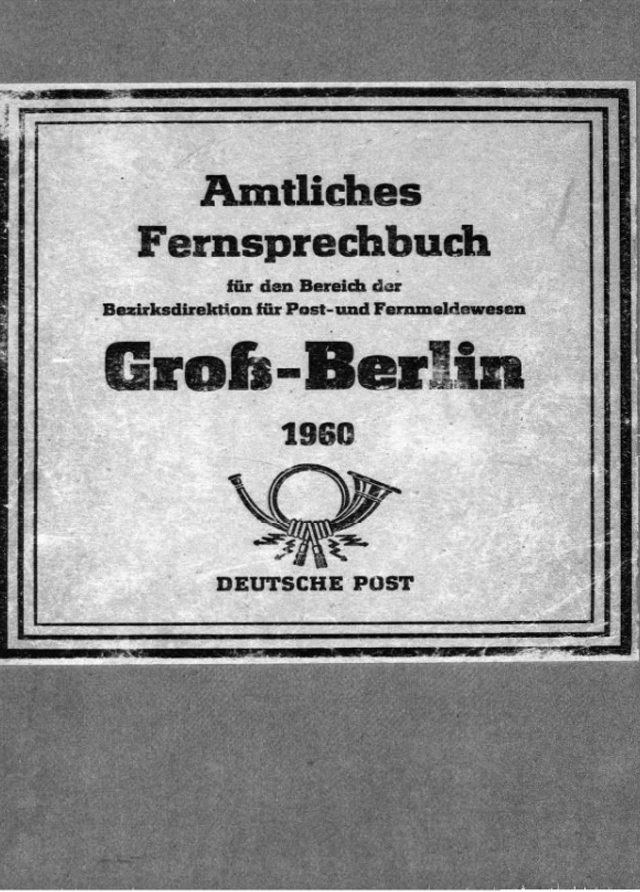 Amtliches
Fernsprechbuch
für den Bereich der
Bezirksdirektion für Post- und Fernmeldewesen
Groß-Berlin
1960
DEUTSCHE POST